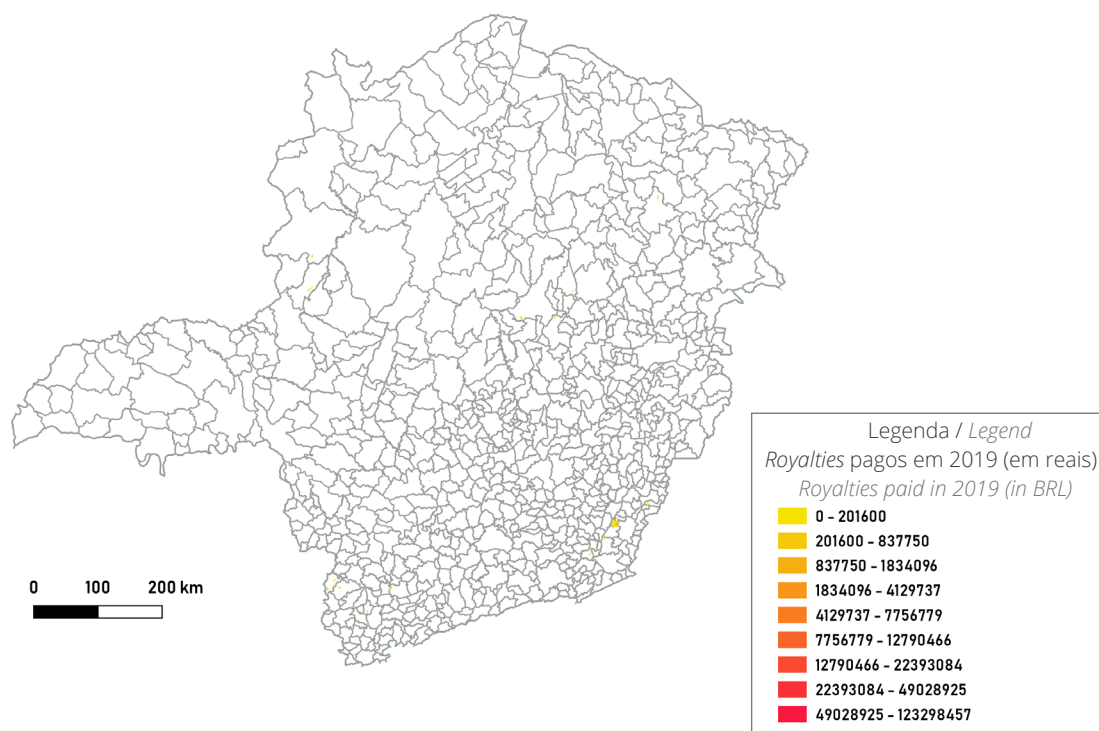 Legenda / Legend
Royalties pagos em 2019 (em reais)
Royalties paid in 2019 (in BRL)
0 - 201600
201600 - 837750
837750 - 1834096
1834096 - 4129737
4129737 - 7756779
7756779 - 12790466
12790466 - 22393084
22393084 - 49028925
49028925 - 123298457
0 100 200 km